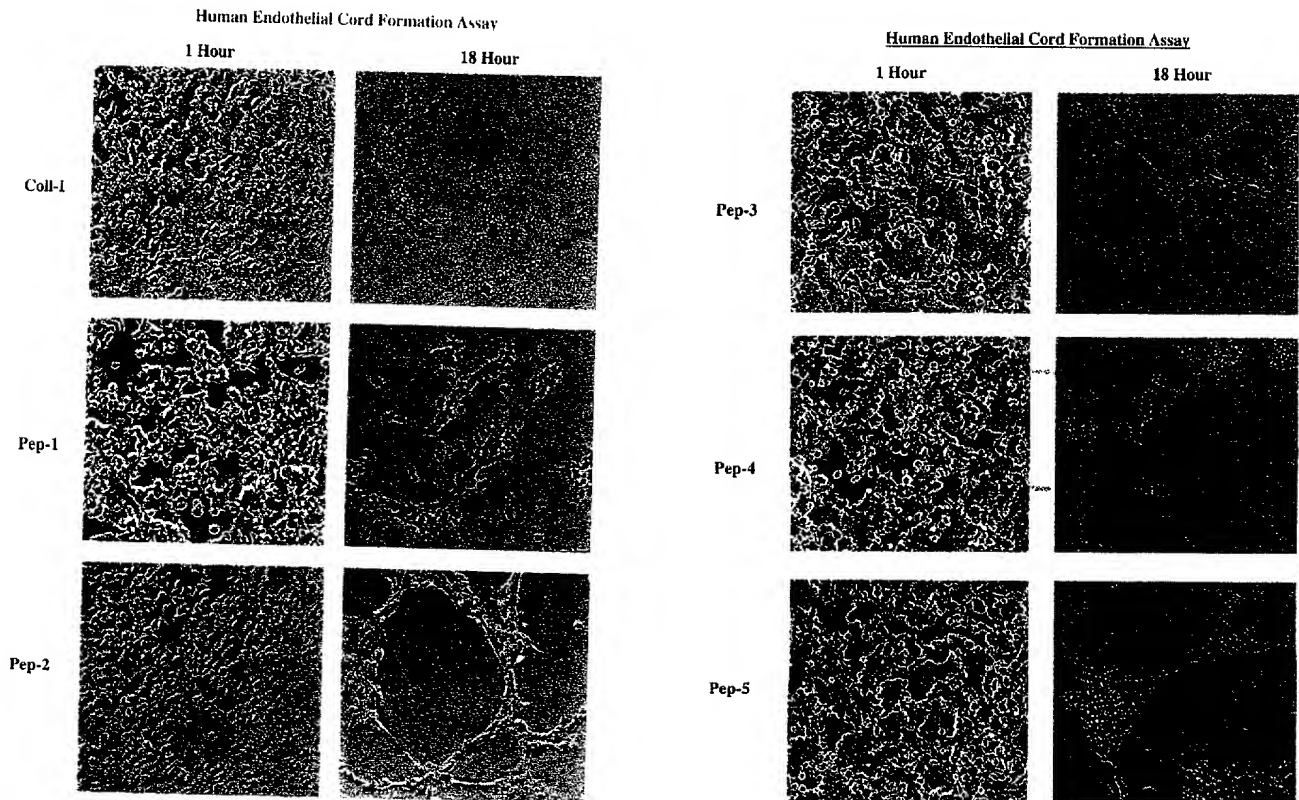 Human Endothelial Cord Formation Assay
1 Hour 18 Hour
Coll-I
Pep-1
Pep-2
Human Endothelial Cord Formation Assay
1 Hour 18 Hour
Pep-3
Pep-4
Pep-5